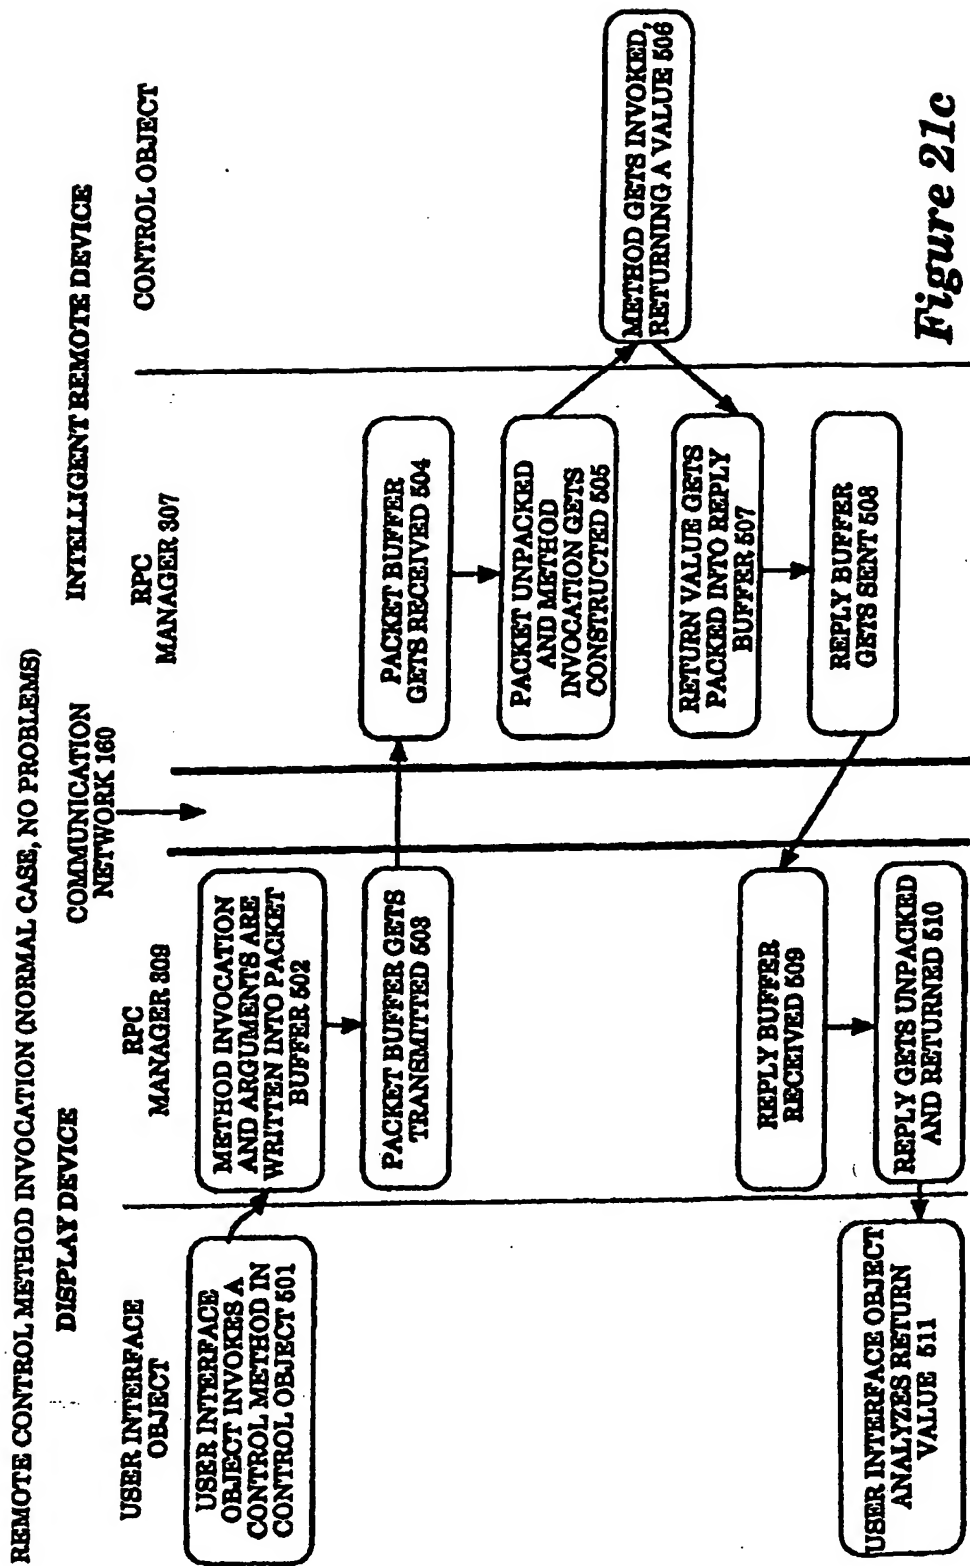 REMOTE CONTROL METHOD INVOCATION (NORMAL CASE, NO PROBLEMS)
DISPLAY DEVICE
COMMUNICATION
NETWORK 160
INTELLIGENT REMOTE DEVICE
USER INTERFACE
OBJECT
RPC
MANAGER 309
RPC
MANAGER 307
CONTROL OBJECT
USER INTERFACE
OBJECT INVOKES A
CONTROL METHOD IN
CONTROL OBJECT 501
METHOD INVOCATION
AND ARGUMENTS ARE
WRITTEN INTO PACKET
BUFFER 502
PACKET BUFFER GETS
TRANSMITTED 503
PACKET BUFFER
GETS RECEIVED 504
PACKET UNPACKED
AND METHOD
INVOCATION GETS
CONSTRUCTED 505
METHOD GETS INVOKED,
RETURNING A VALUE 506
RETURN VALUE GETS
PACKED INTO REPLY
BUFFER 507
REPLY BUFFER
GETS SENT 508
REPLY BUFFER
RECEIVED 509
REPLY GETS UNPACKED
AND RETURNED 510
USER INTERFACE OBJECT
ANALYZES RETURN
VALUE 511
Figure 21c